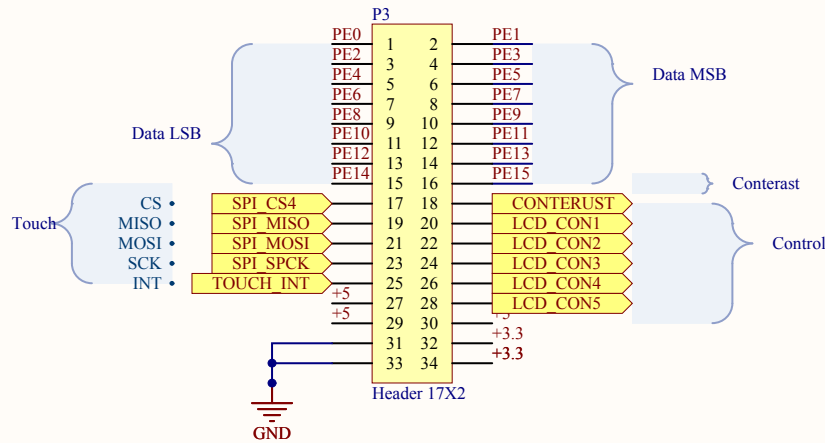 P3
PE0 1 2 PE1
PE2 3 4 PE3
PE4 5 6 PE5
Data MSB
PE6 7 8 PE7
PE8 9 10 PE9
Data LSB
PE10 11 12 PE11
PE12 13 14 PE13
PE14 15 16 PE15
Conterast
CS SPI_CS4 17 18 CONTERUST
Touch MISO SPI_MISO 19 20 LCD_CON1
MOSI SPI_MOSI 21 22 LCD_CON2 Control
SCK SPI_SPCK 23 24 LCD_CON3
INT TOUCH_INT 25 26 LCD_CON4
+5 27 28 LCD_CON5
+5 29 30
31 32 +3.3
33 34 +3.3
Header 17X2
GND